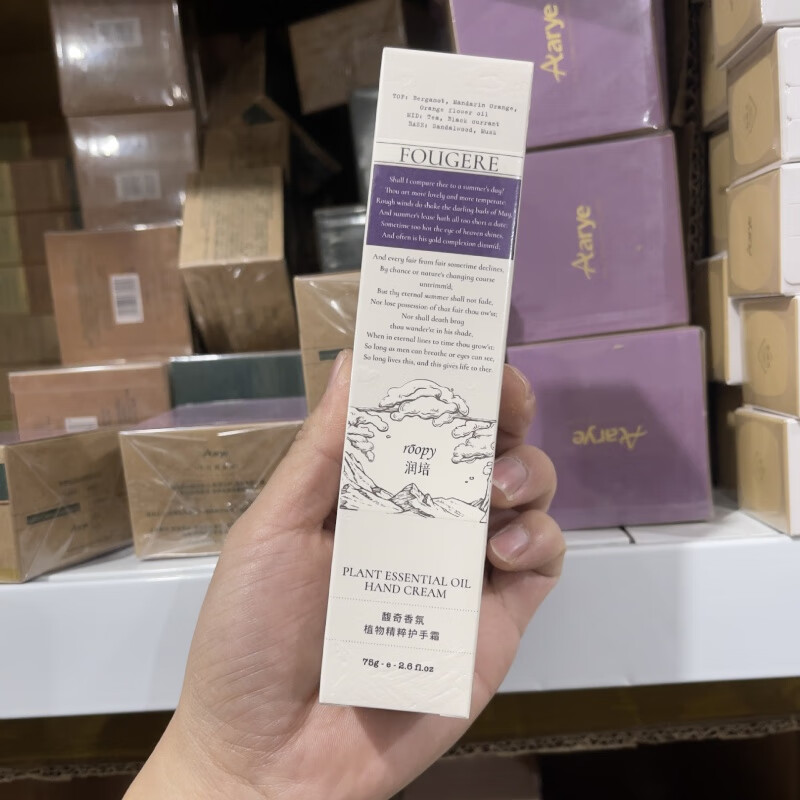 TOP: Bergamot, Mandarin Orange,
Orange flower oil
MID: Tea, Black currant
BASE: Sandalwood, Musk
FOUGERE
Shall I compare thee to a summer's day?
Thou art more lovely and more temperate:
Rough winds do shake the darling buds of May,
And summer's lease hath all too short a date:
Sometime too hot the eye of heaven shines,
And often is his gold complexion dimm'd;
And every fair from fair sometime declines,
By chance or nature's changing course
untrimm'd;
But thy eternal summer shall not fade,
Nor lose possession of that fair thou ow'st;
Nor shall death brag
thou wander'st in his shade,
When in eternal lines to time thou grow'st:
So long as men can breathe or eyes can see,
So long lives this, and this gives life to thee.
roopy
润培
PLANT ESSENTIAL OIL
HAND CREAM
馥奇香氛
植物精粹护手霜
75g · e · 2.6 fl.oz
Aarye
Aarye
Aarye